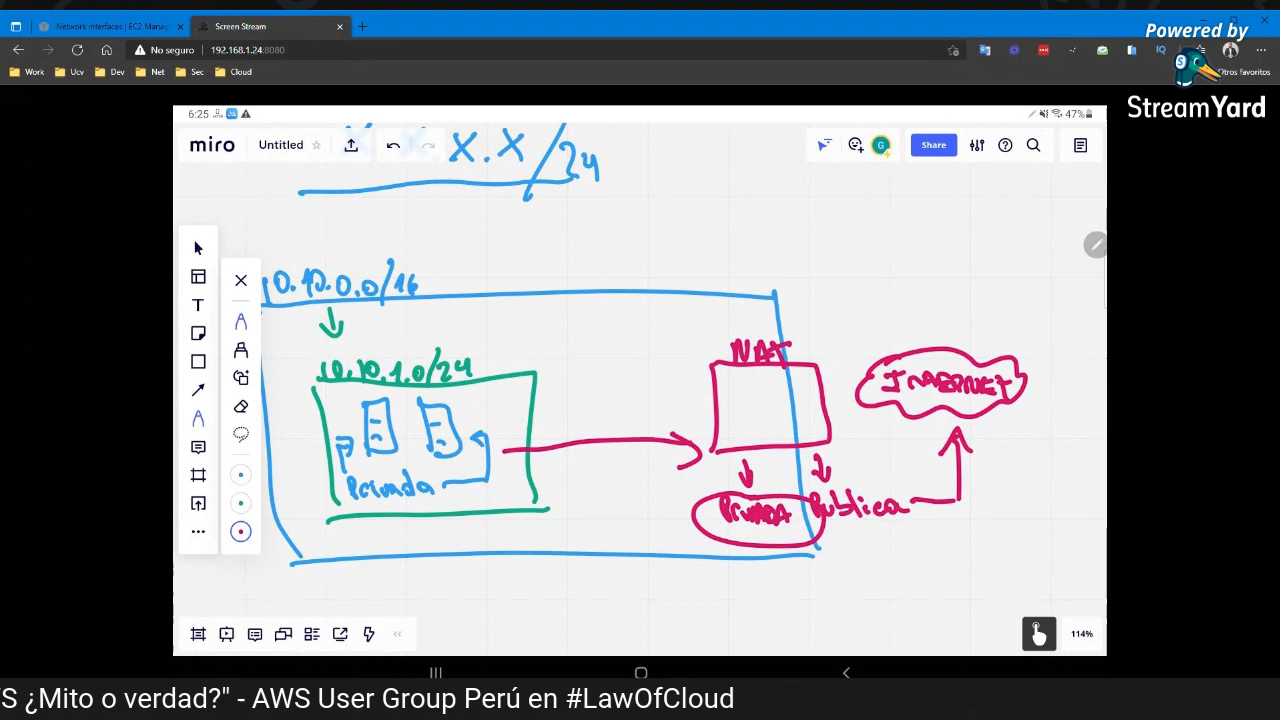 Network interfaces | EC2 Manag
Screen Stream
Powered by
No seguro
192.168.1.24:8080
Work
Ucv
Dev
Net
Sec
Cloud
Otros favoritos
StreamYard
6:25
47%
miro
Untitled
Share
X.X/24
10.10.0.0/16
10.10.1.0/24
Privada
NAT
INTERNET
PRIVADA
Publica
114%
S ¿Mito o verdad?" - AWS User Group Perú en #LawOfCloud